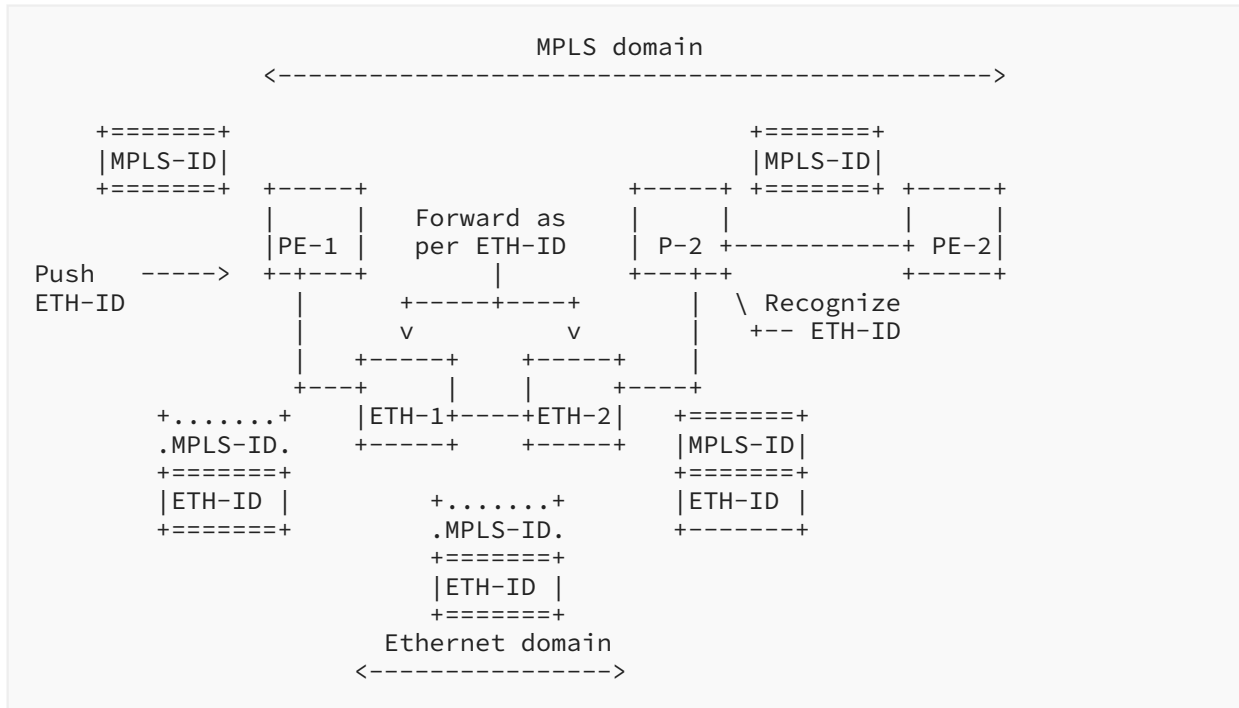 MPLS domain
<----------------------------------------------->
+=======+ +=======+
|MPLS-ID| |MPLS-ID|
+=======+ +-----+ +-----+ +=======+ +-----+
| | Forward as | | | |
|PE-1 | per ETH-ID | P-2 +-----------+ PE-2|
Push -----> +-+---+ | +---+-+ +-----+
ETH-ID | +-----+----+ | \ Recognize
| v v | +-- ETH-ID
| +-----+ +-----+ |
+---+ | | +----+
+.......+ |ETH-1+----+ETH-2| +=======+
.MPLS-ID. +-----+ +-----+ |MPLS-ID|
+=======+ +=======+
|ETH-ID | +.......+ |ETH-ID |
+=======+ .MPLS-ID. +-------+
+=======+
|ETH-ID |
+=======+
Ethernet domain
<---------------->